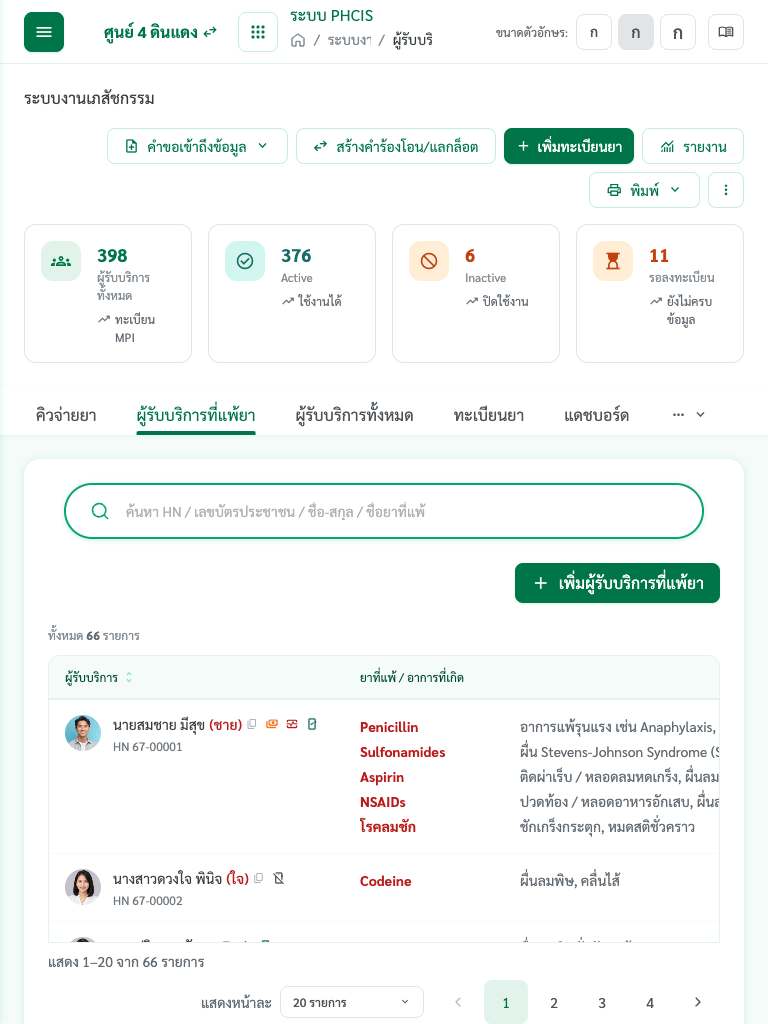 ศูนย์ 4 ดินแดง
ระบบ PHCIS
/ ระบบงา / ผู้รับริ
ขนาดตัวอักษร: ก ก ก
ระบบงานเภสัชกรรม
คำขอเข้าถึงข้อมูล
สร้างคำร้องโอน/แลกล็อต
เพิ่มทะเบียนยา
รายงาน
พิมพ์
398
ผู้รับบริการ
ทั้งหมด
ทะเบียน
MPI
376
Active
ใช้งานได้
6
Inactive
ปิดใช้งาน
11
รอลงทะเบียน
ยังไม่ครบ
ข้อมูล
คิวจ่ายยา ผู้รับบริการที่แพ้ยา ผู้รับบริการทั้งหมด ทะเบียนยา แดชบอร์ด ...
ค้นหา HN / เลขบัตรประชาชน / ชื่อ-สกุล / ชื่อยาที่แพ้
เพิ่มผู้รับบริการที่แพ้ยา
ทั้งหมด 66 รายการ
ผู้รับบริการ ยาที่แพ้ / อาการที่เกิด
นายสมชาย มีสุข (ชาย)
HN 67-00001
Penicillin อาการแพ้รุนแรง เช่น Anaphylaxis,
Sulfonamides ผื่น Stevens-Johnson Syndrome (S
Aspirin ติดผ่าเร็บ / หลอดลมหดเกร็ง, ผื่นลม
NSAIDs ปวดท้อง / หลอดอาหารอักเสบ, ผื่นล
โรคลมชัก ชักเกร็งกระตุก, หมดสติชั่วคราว
นางสาวดวงใจ พินิจ (ใจ)
HN 67-00002
Codeine ผื่นลมพิษ, คลื่นไส้
แสดง 1–20 จาก 66 รายการ
แสดงหน้าละ 20 รายการ 1 2 3 4